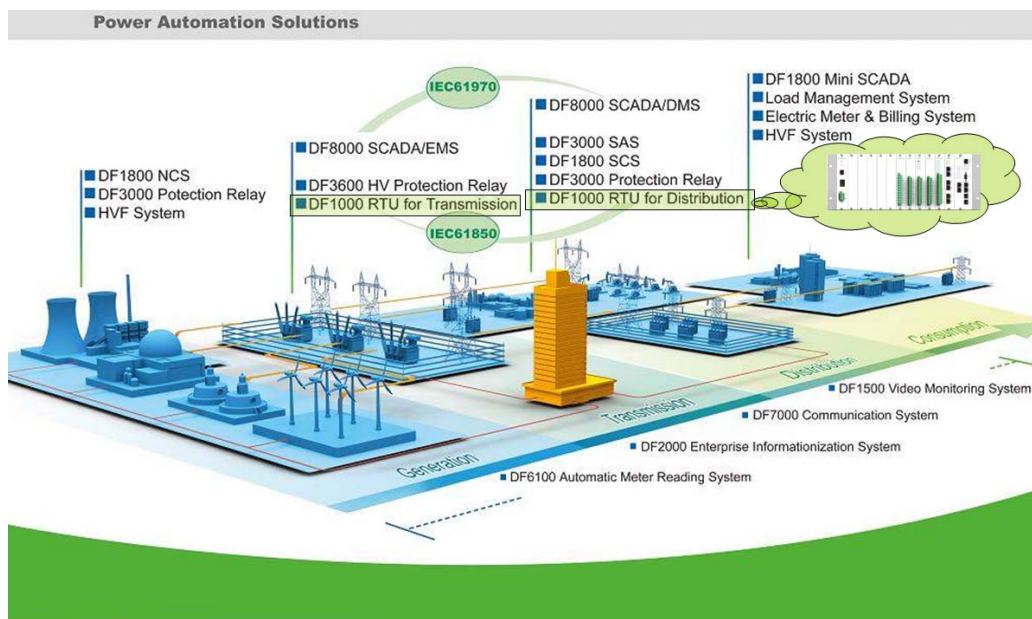 Power Automation Solutions
IEC61970
DF1800 NCS
DF3000 Potection Relay
HVF System
DF8000 SCADA/EMS
DF3600 HV Protection Relay
DF1000 RTU for Transmission
IEC61850
DF8000 SCADA/DMS
DF3000 SAS
DF1800 SCS
DF3000 Protection Relay
DF1000 RTU for Distribution
DF1800 Mini SCADA
Load Management System
Electric Meter & Billing System
HVF System
Generation
Transmission
Distribution
Consumption
DF1500 Video Monitoring System
DF7000 Communication System
DF2000 Enterprise Informationization System
DF6100 Automatic Meter Reading System